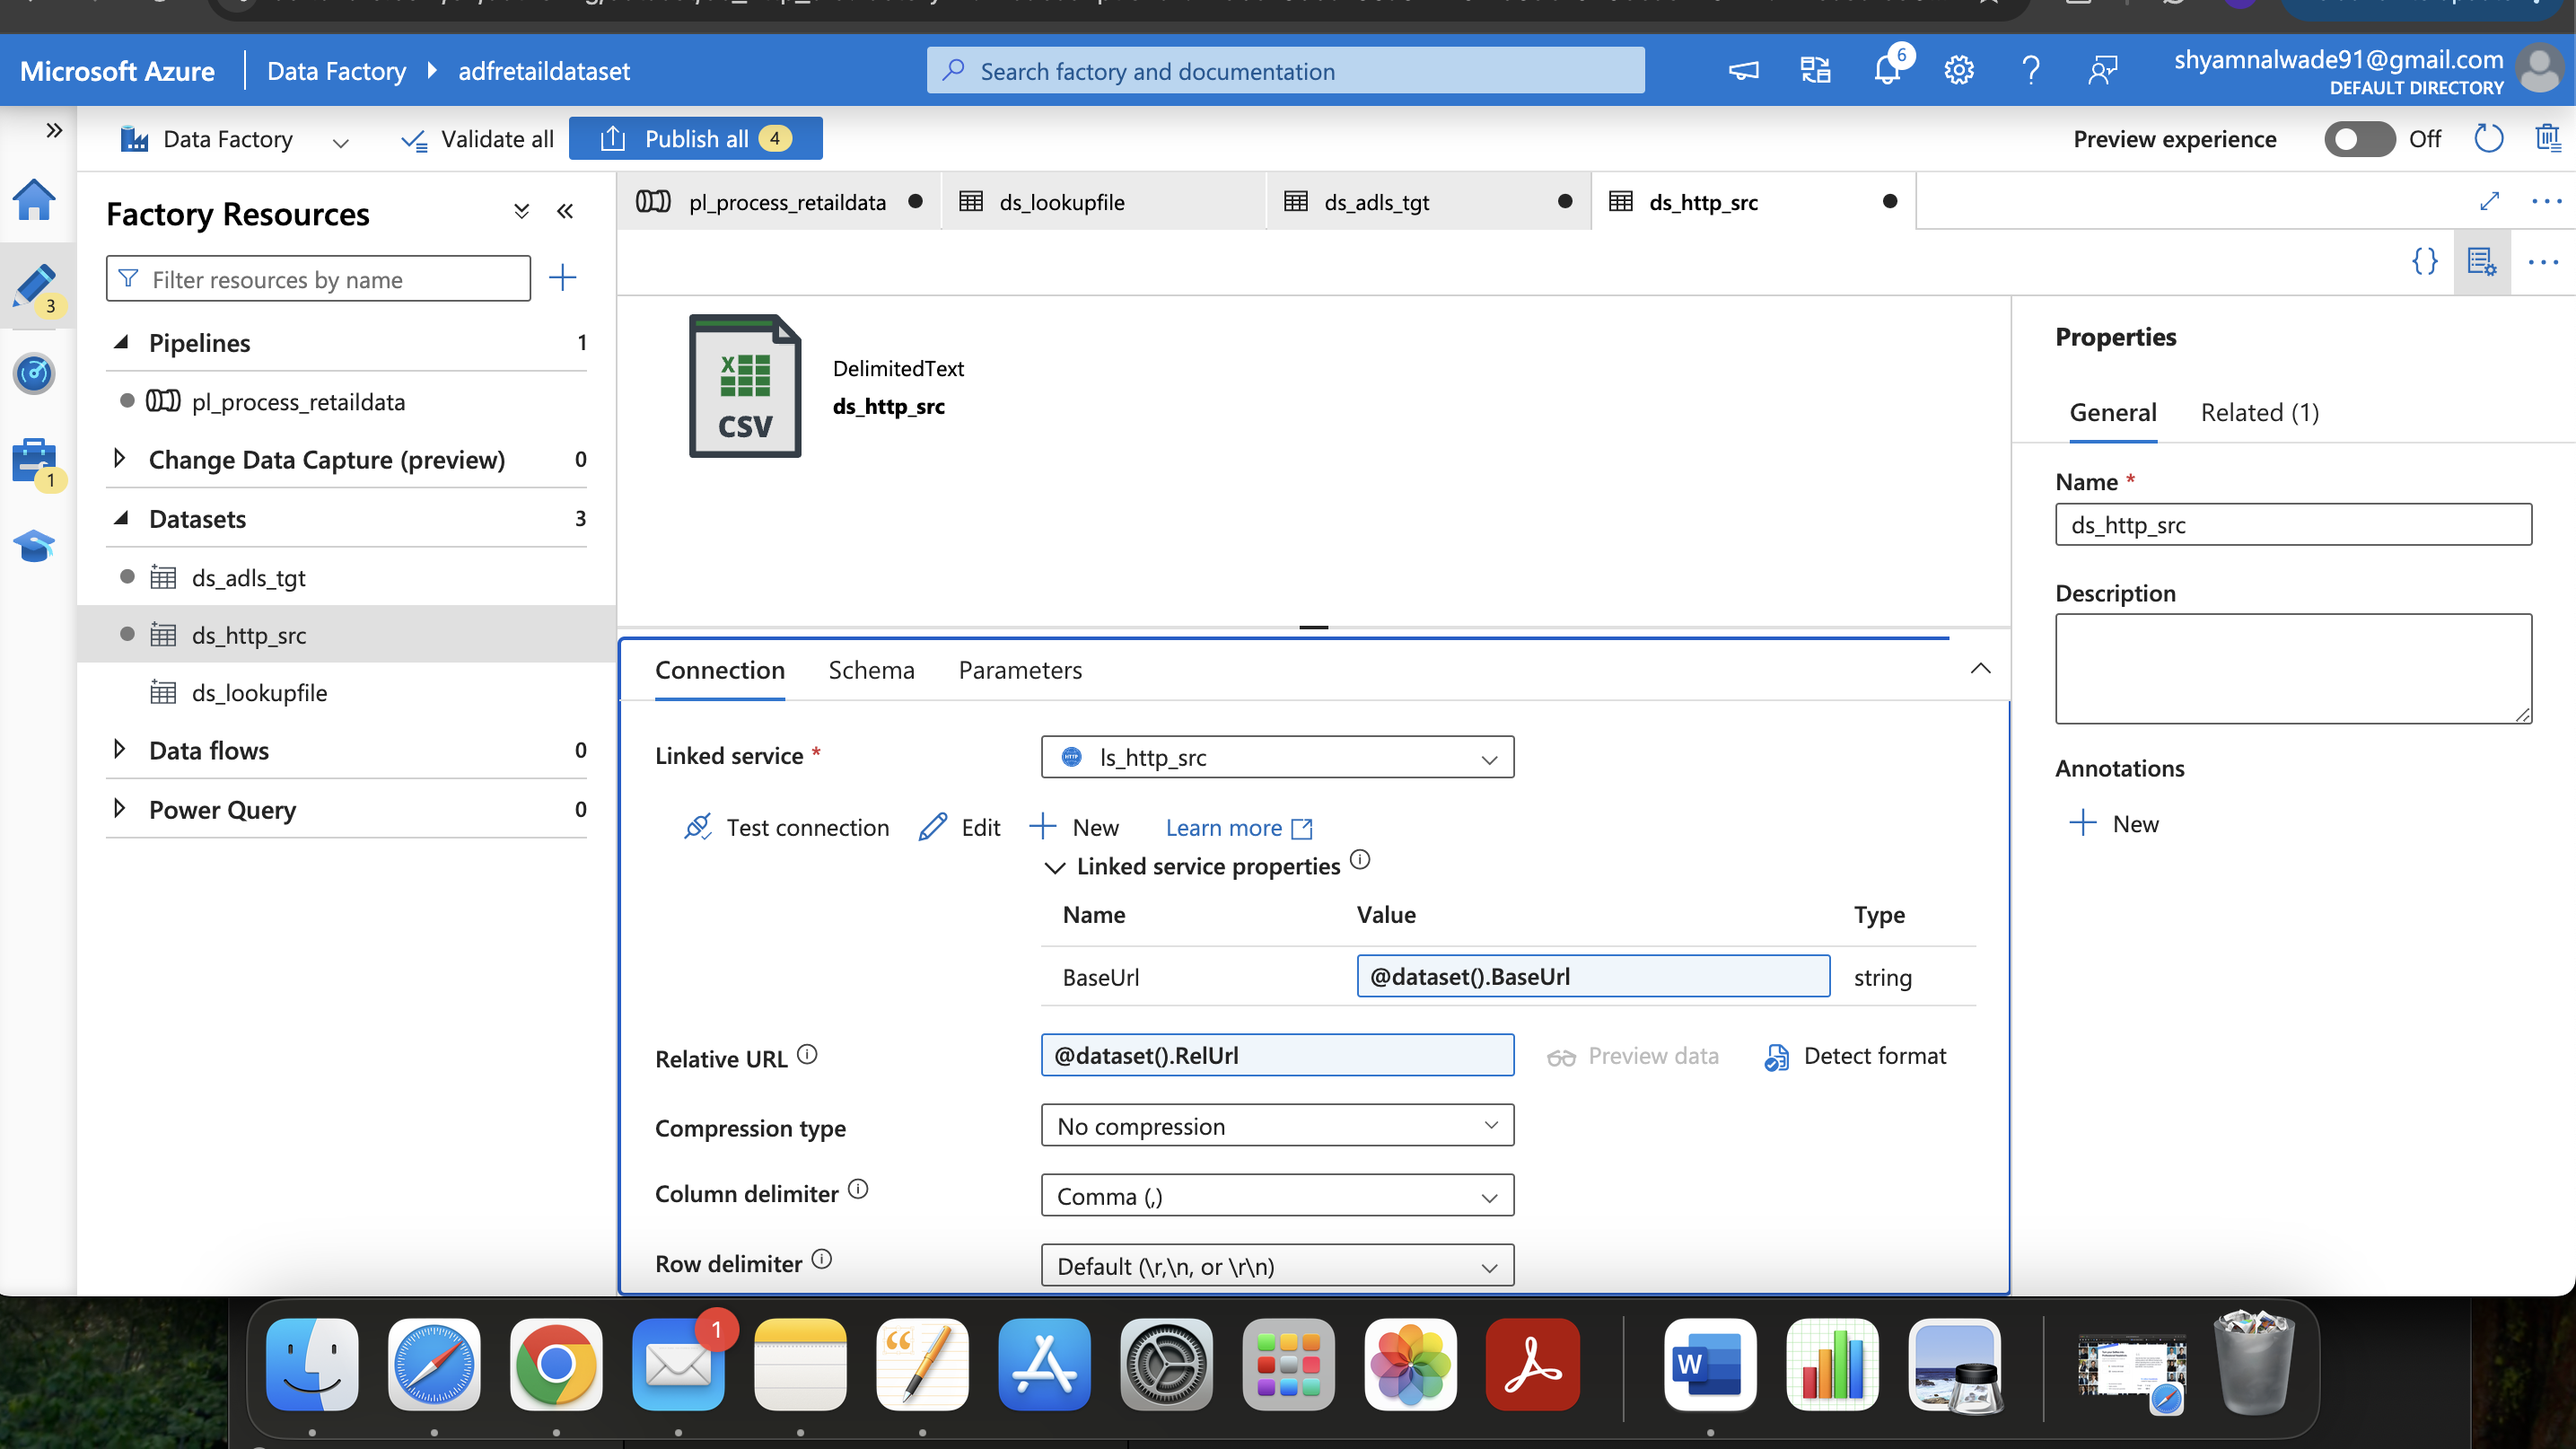 Microsoft Azure
Data Factory
adfretaildataset
Search factory and documentation
6
shyamnalwade91@gmail.com
DEFAULT DIRECTORY
Data Factory
Validate all
Publish all
4
Preview experience
Off
3
1
Factory Resources
Filter resources by name
Pipelines
1
pl_process_retaildata
Change Data Capture (preview)
0
Datasets
3
ds_adls_tgt
ds_http_src
ds_lookupfile
Data flows
0
Power Query
0
pl_process_retaildata
ds_lookupfile
ds_adls_tgt
ds_http_src
X
CSV
DelimitedText
ds_http_src
Connection
Schema
Parameters
Linked service *
HTTP
ls_http_src
Test connection
Edit
New
Learn more
Linked service properties
Name
Value
Type
BaseUrl
@dataset().BaseUrl
string
Relative URL
@dataset().RelUrl
Preview data
Detect format
Compression type
No compression
Column delimiter
Comma (,)
Row delimiter
Default (\r,\n, or \r\n)
Properties
General
Related (1)
Name *
ds_http_src
Description
Annotations
New
1
W